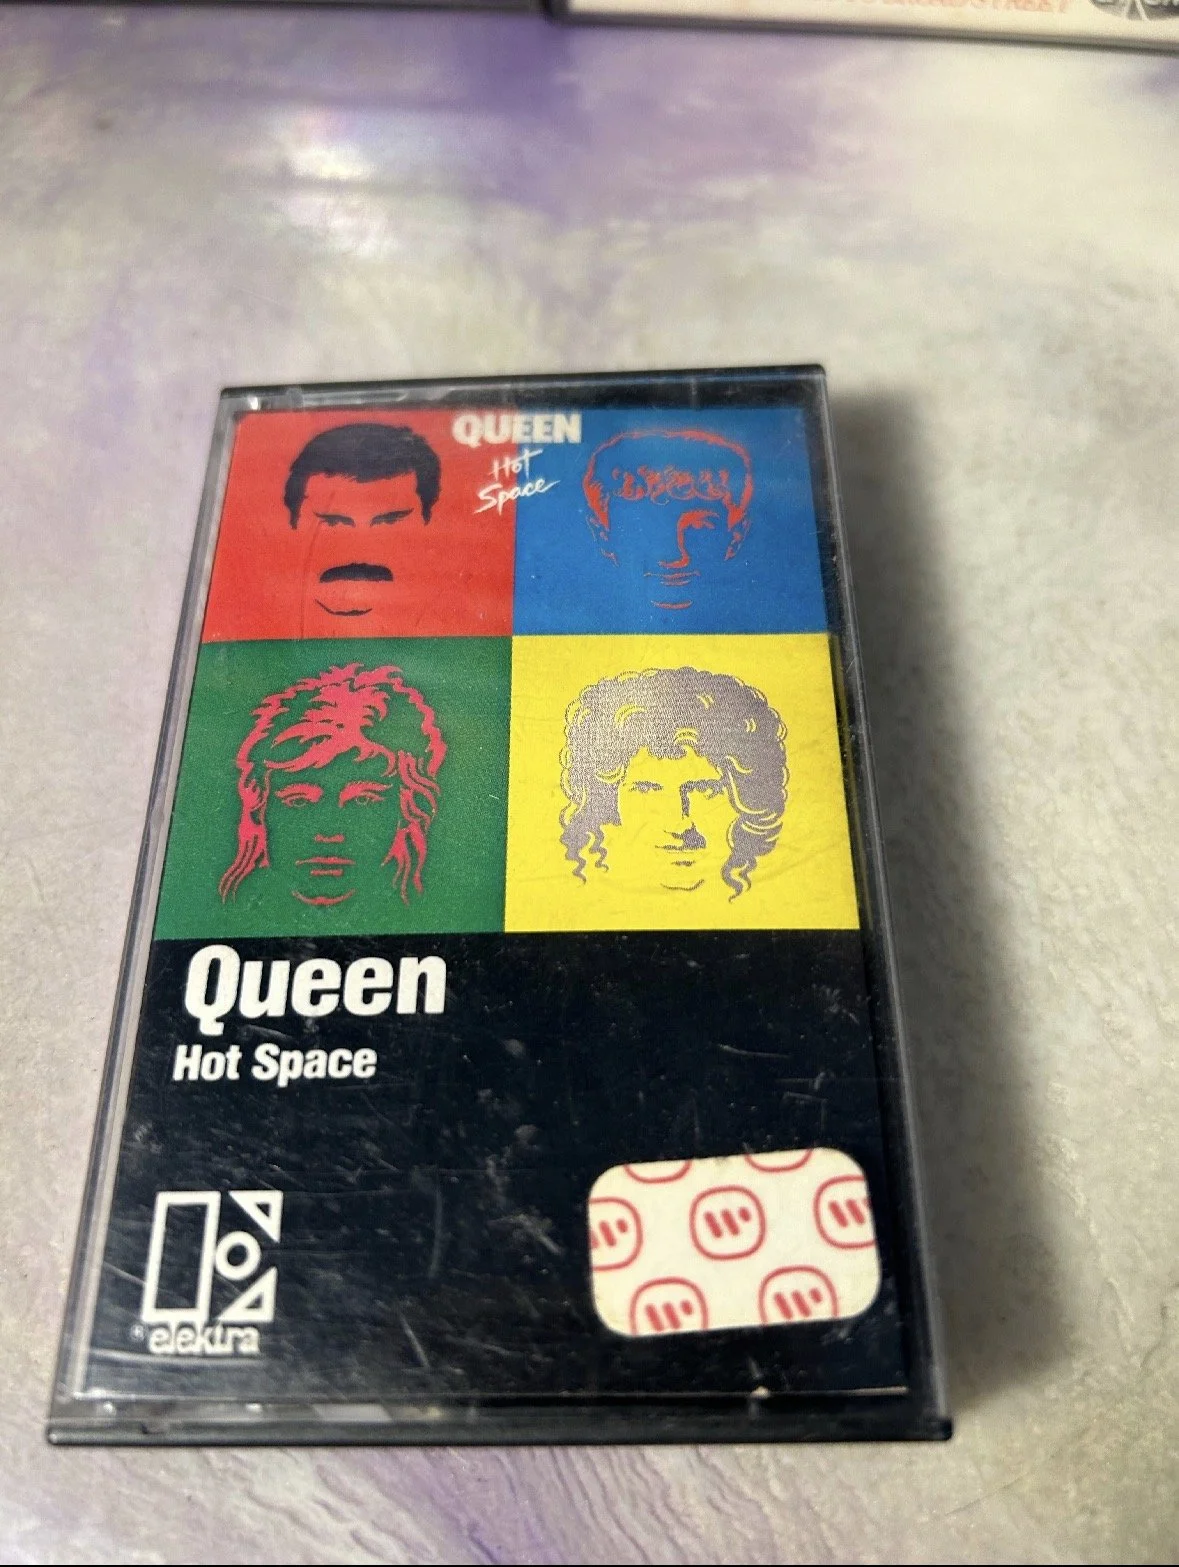 QUEEN
Hot
Space
Queen
Hot Space
elektra